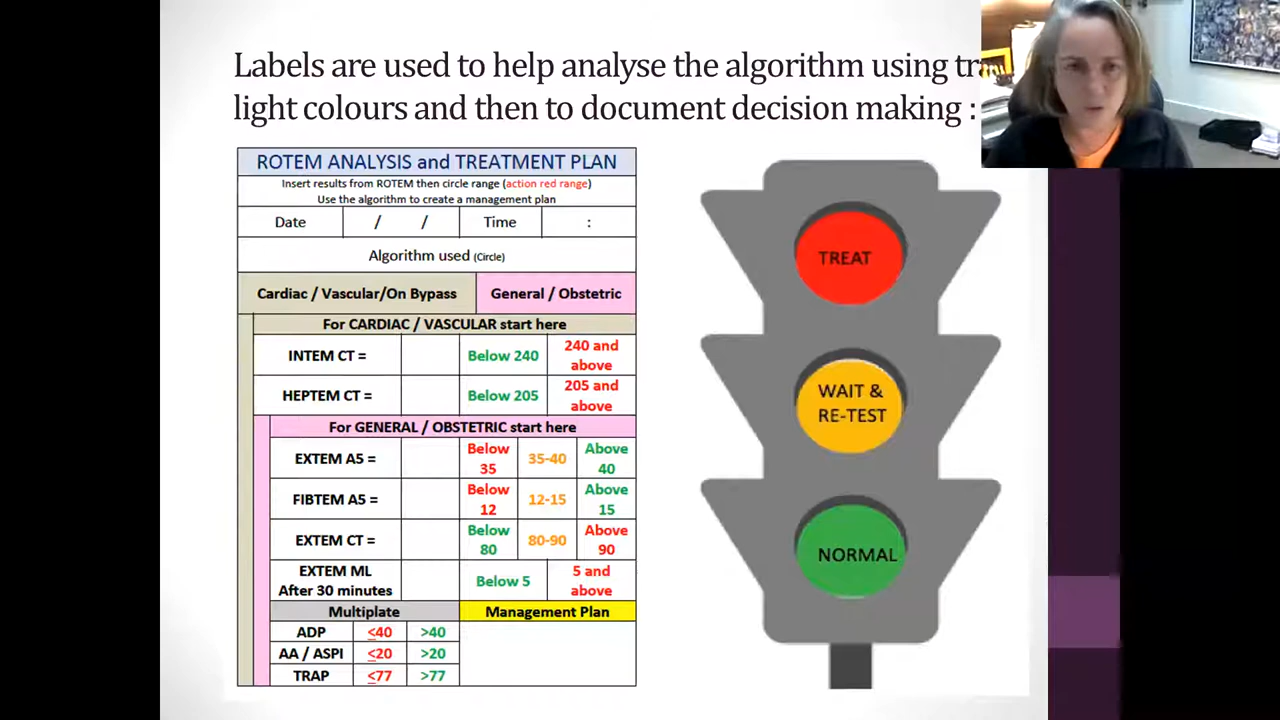 Labels are used to help analyse the algorithm using
light colours and then to document decision making :
ROTEM ANALYSIS and TREATMENT PLAN
Insert results from ROTEM then circle range (action red range)
Use the algorithm to create a management plan
Date / / Time :
Algorithm used (Circle)
Cardiac / Vascular/On Bypass General / Obstetric
For CARDIAC / VASCULAR start here
INTEM CT = Below 240 240 and above
HEPTEM CT = Below 205 205 and above
For GENERAL / OBSTETRIC start here
EXTEM A5 = Below 35 35-40 Above 40
FIBTEM A5 = Below 12 12-15 Above 15
EXTEM CT = Below 80 80-90 Above 90
EXTEM ML
After 30 minutes Below 5 5 and above
Multiplate Management Plan
ADP ≤40 >40
AA / ASPI ≤20 >20
TRAP ≤77 >77
TREAT
WAIT &
RE-TEST
NORMAL